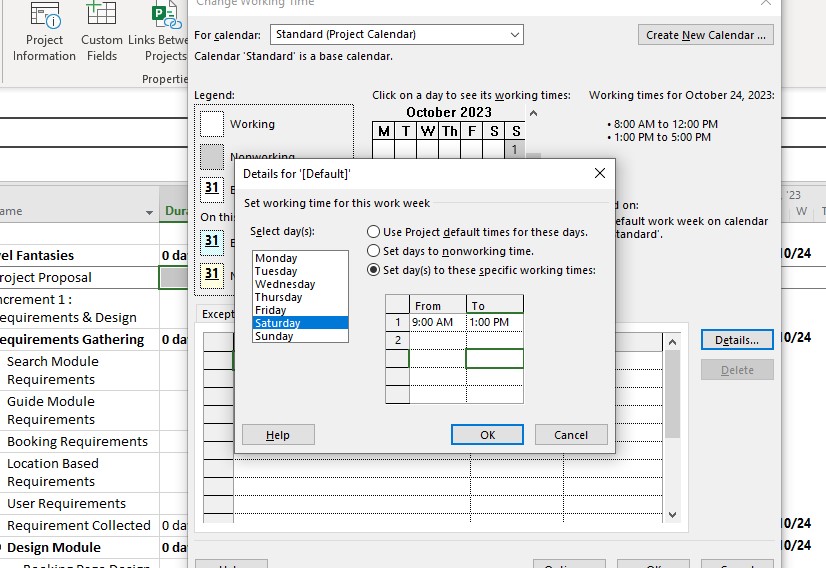 Change Working Time
Project Information
Custom Fields
Links Betwe
Projects
Propertie
For calendar: Standard (Project Calendar)
Create New Calendar ...
Calendar 'Standard' is a base calendar.
Legend:
Click on a day to see its working times:
Working times for October 24, 2023:
Working
October 2023
• 8:00 AM to 12:00 PM
• 1:00 PM to 5:00 PM
M T W Th F S S
1
Nonworking
31
On this
31
31
d on:
efault work week on calendar
tandard'.
Except
Details...
Delete
Details for '[Default]'
Set working time for this work week
Select day(s):
Monday
Tuesday
Wednesday
Thursday
Friday
Saturday
Sunday
Use Project default times for these days.
Set days to nonworking time.
Set day(s) to these specific working times:
From To
1 9:00 AM 1:00 PM
2
Help
OK
Cancel
ame
Dura
'23
W T
vel Fantasies 0 da
0/24
roject Proposal
ncrement 1 :
equirements & Design
equirements Gathering 0 da
0/24
Search Module
Requirements
Guide Module
Requirements
Booking Requirements
Location Based
Requirements
User Requirements
Requirement Collected 0 da
0/24
Design Module 0 da
0/24